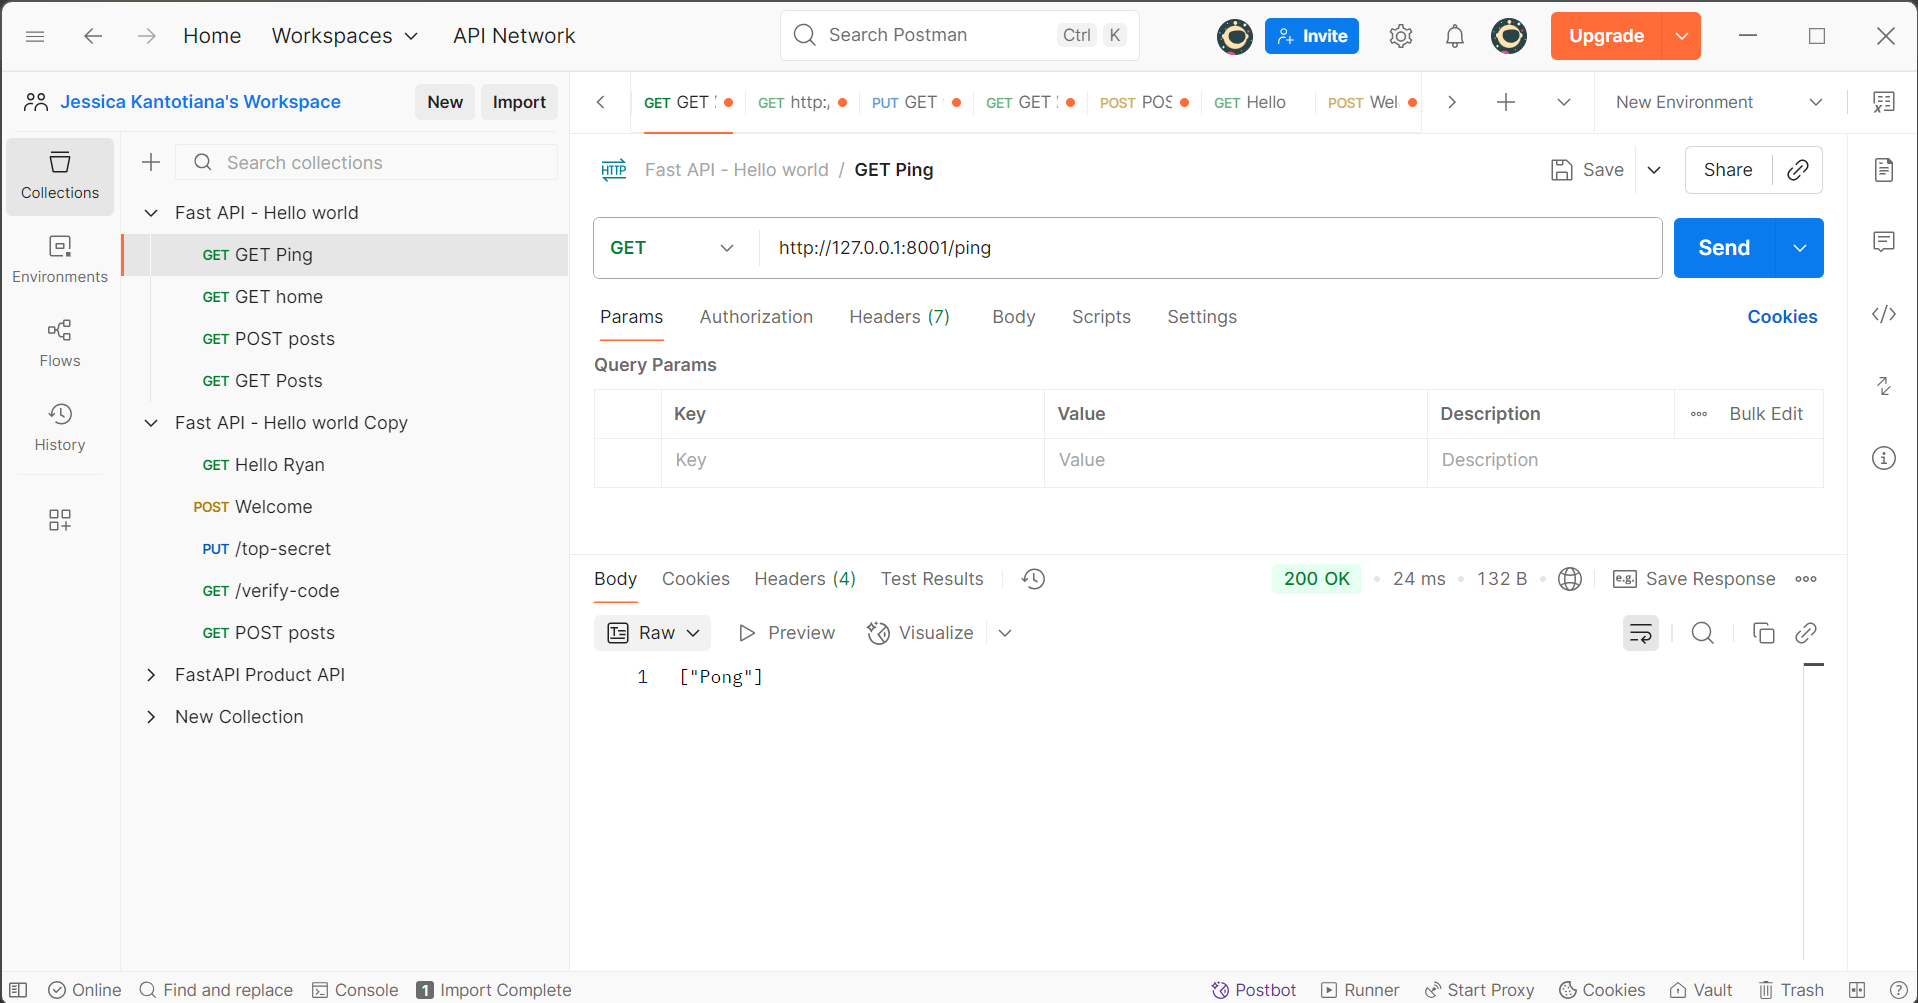 Home
Workspaces
API Network
Search Postman
Ctrl
K
Invite
Upgrade
Jessica Kantotiana's Workspace
New
Import
GET GET
GET http:/
PUT GET
GET GET
POST POS
GET Hello
POST Wel
New Environment
Collections
Environments
Flows
History
Search collections
Fast API - Hello world
GET GET Ping
GET GET home
GET POST posts
GET GET Posts
Fast API - Hello world Copy
GET Hello Ryan
POST Welcome
PUT /top-secret
GET /verify-code
GET POST posts
FastAPI Product API
New Collection
HTTP
Fast API - Hello world / GET Ping
Save
Share
GET
http://127.0.0.1:8001/ping
Send
Params
Authorization
Headers (7)
Body
Scripts
Settings
Cookies
Query Params
Key
Value
Description
Bulk Edit
Key
Value
Description
Body
Cookies
Headers (4)
Test Results
200 OK
24 ms
132 B
e.g.
Save Response
Raw
Preview
Visualize
1
["Pong"]
Online
Find and replace
Console
1 Import Complete
Postbot
Runner
Start Proxy
Cookies
Vault
Trash